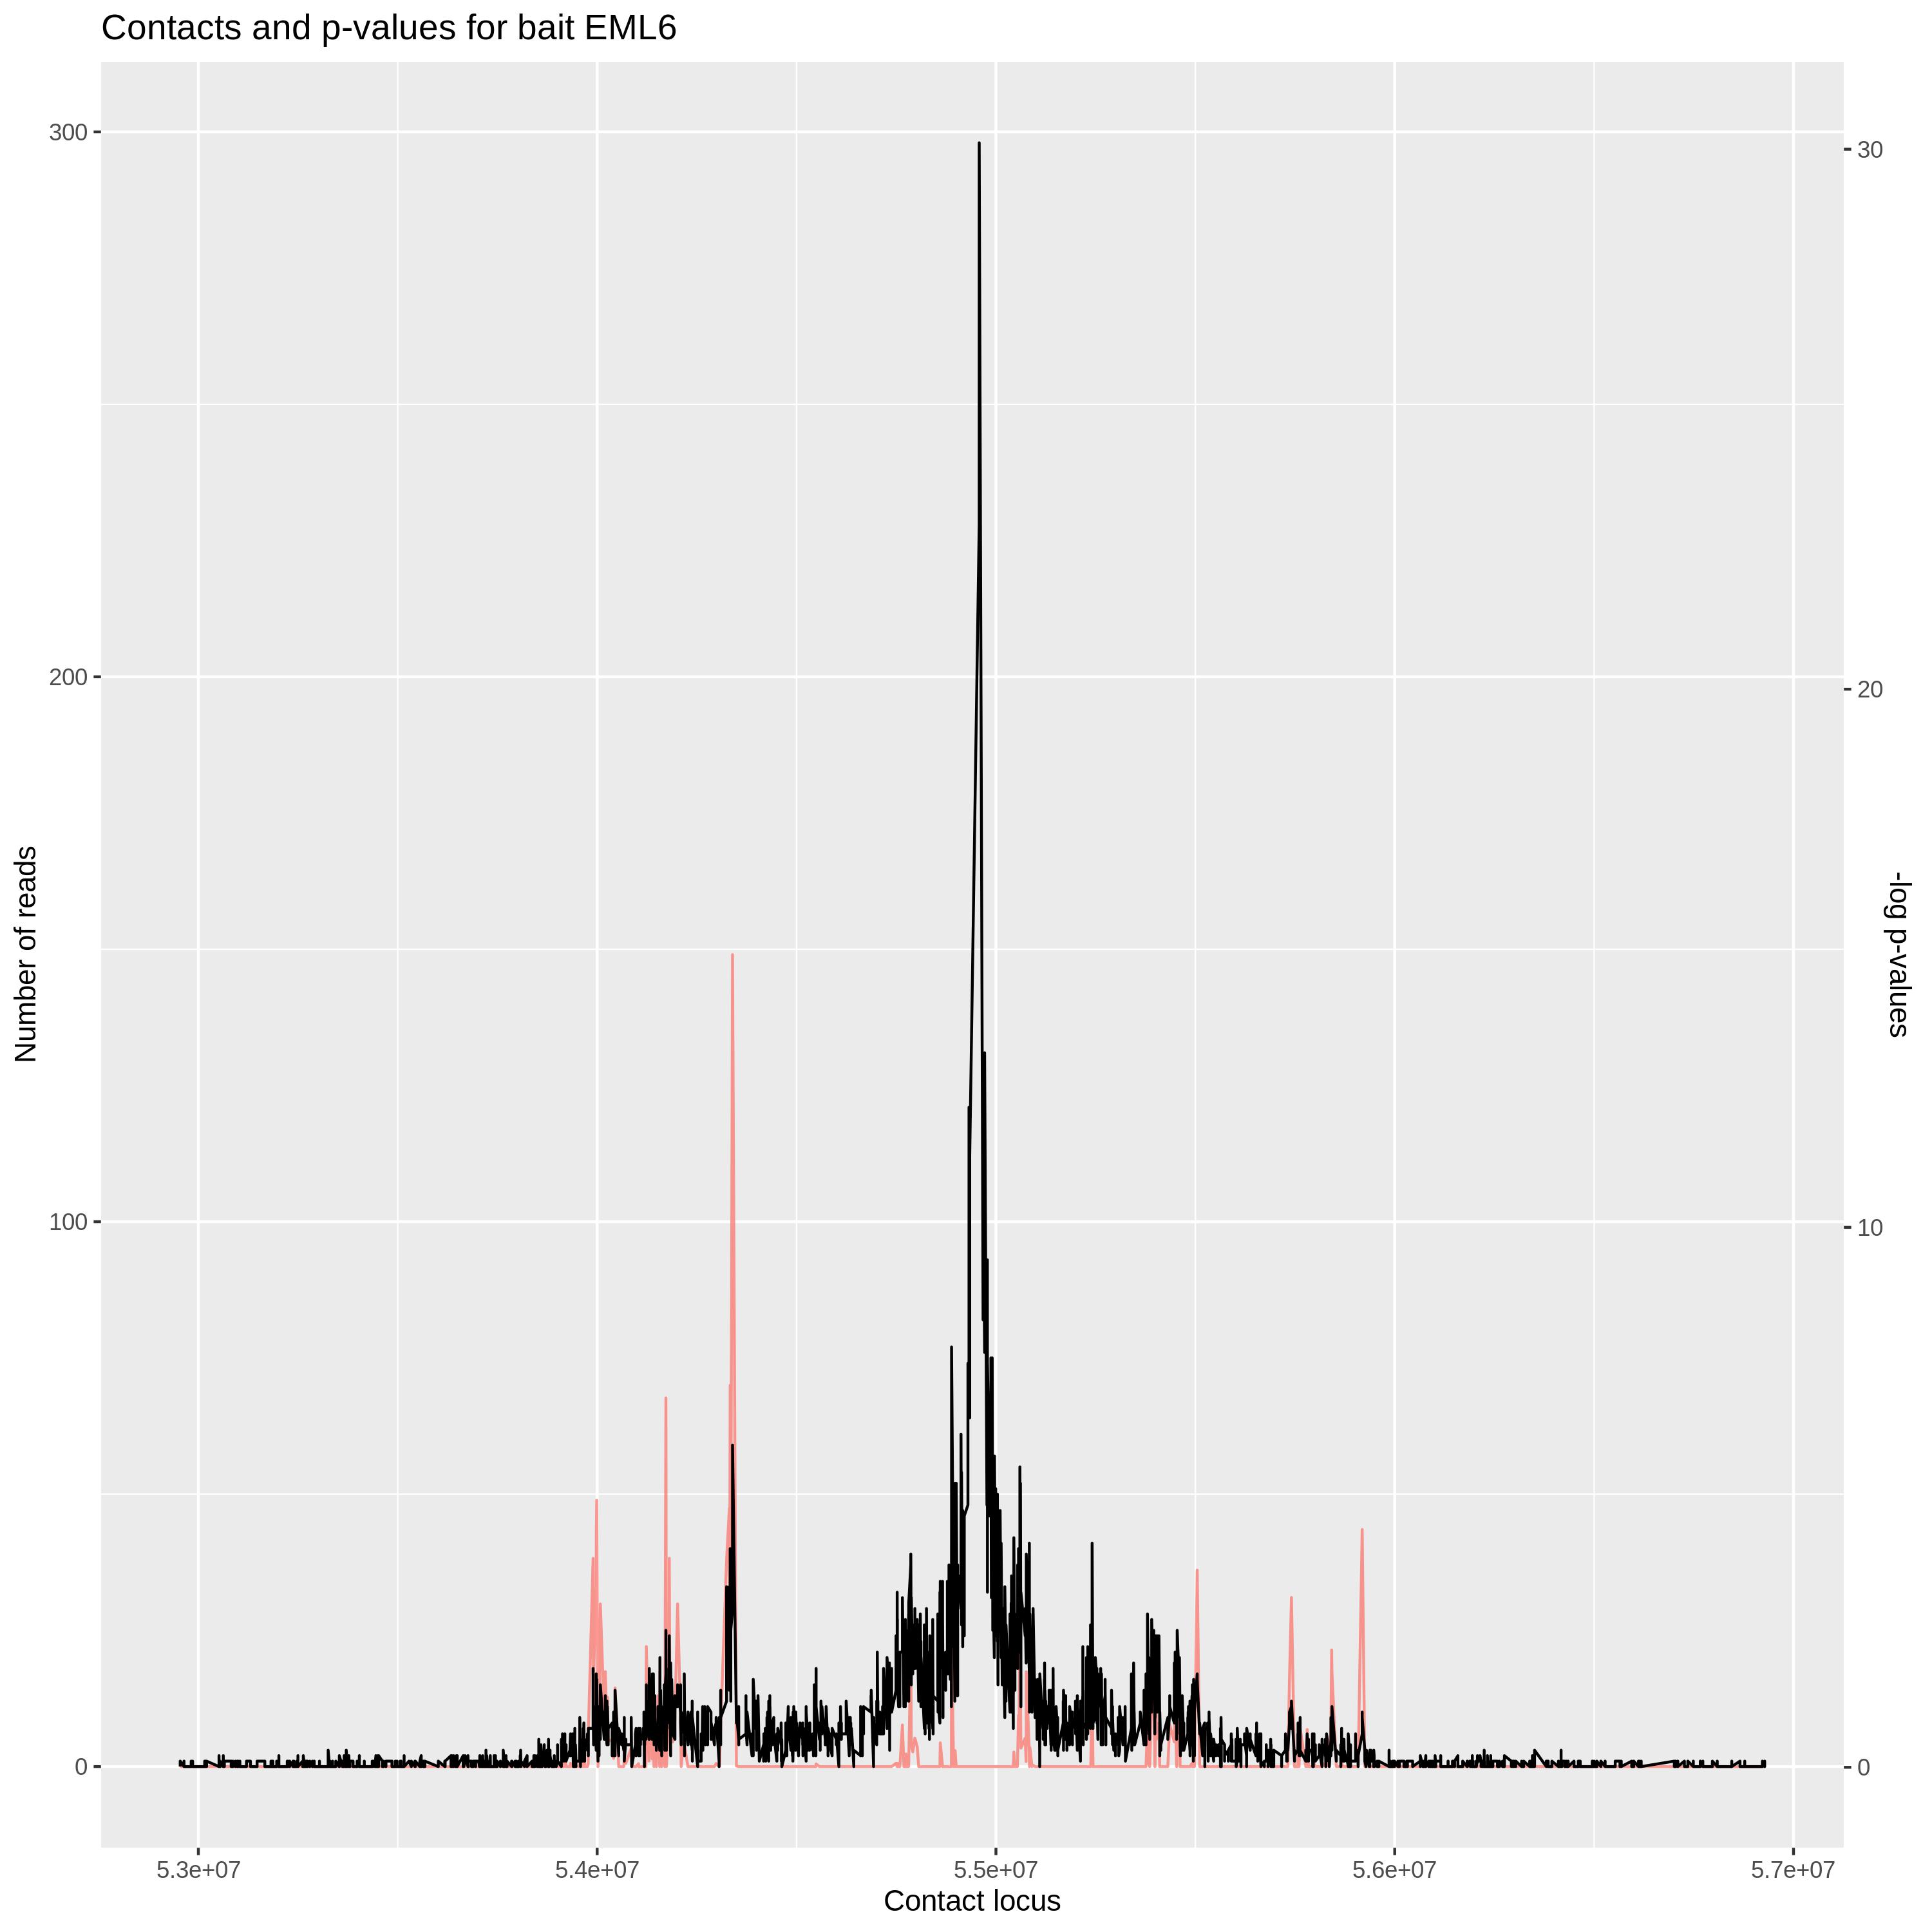 Contacts and p-values for bait EML6
300
200
100
0
Number of reads
30
20
10
0
-log p-values
5.3e+07
5.4e+07
5.5e+07
5.6e+07
5.7e+07
Contact locus